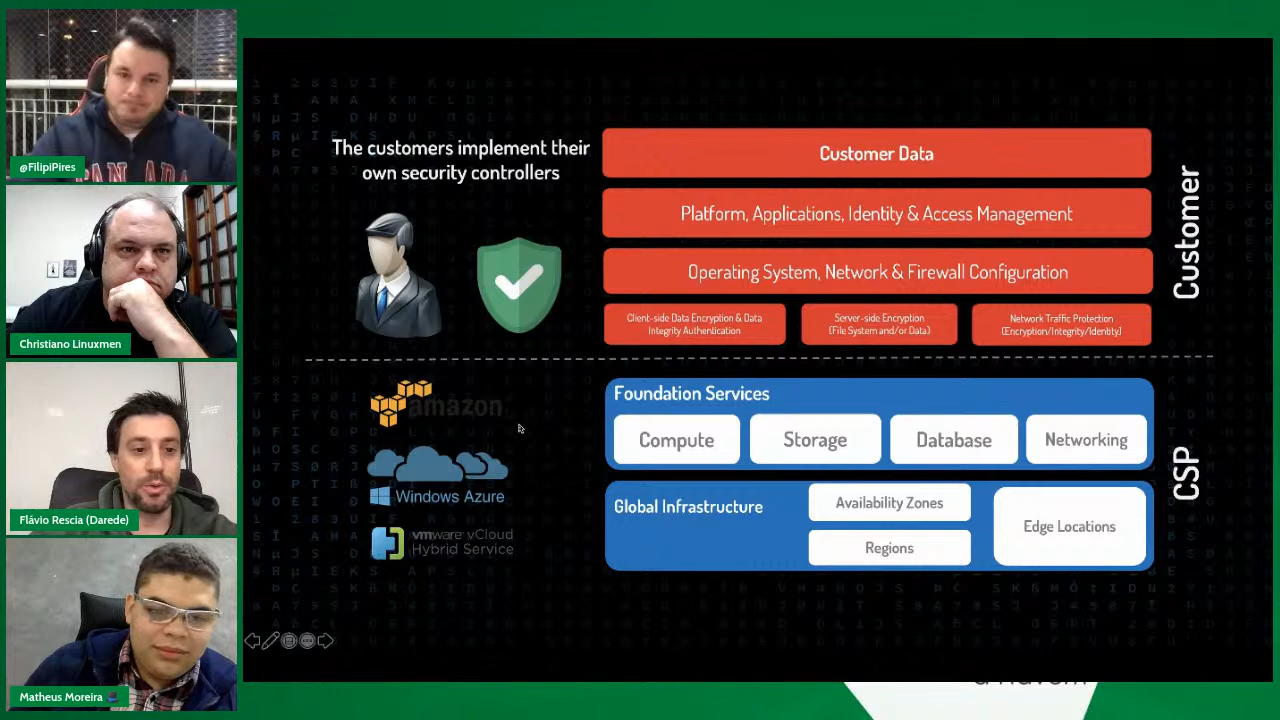 @FilipiPires
Christiano Linuxmen
Flávio Rescia (Darede)
Matheus Moreira
The customers implement their
own security controllers
Customer Data
Platform, Applications, Identity & Access Management
Operating System, Network & Firewall Configuration
Client-side Data Encryption & Data
Integrity Authentication
Server-side Encryption
(File System and/or Data)
Network Traffic Protection
(Encryption/Integrity/Identity)
Customer
amazon
Windows Azure
vmware vCloud
Hybrid Service
Foundation Services
Compute
Storage
Database
Networking
Global Infrastructure
Availability Zones
Regions
Edge Locations
CSP